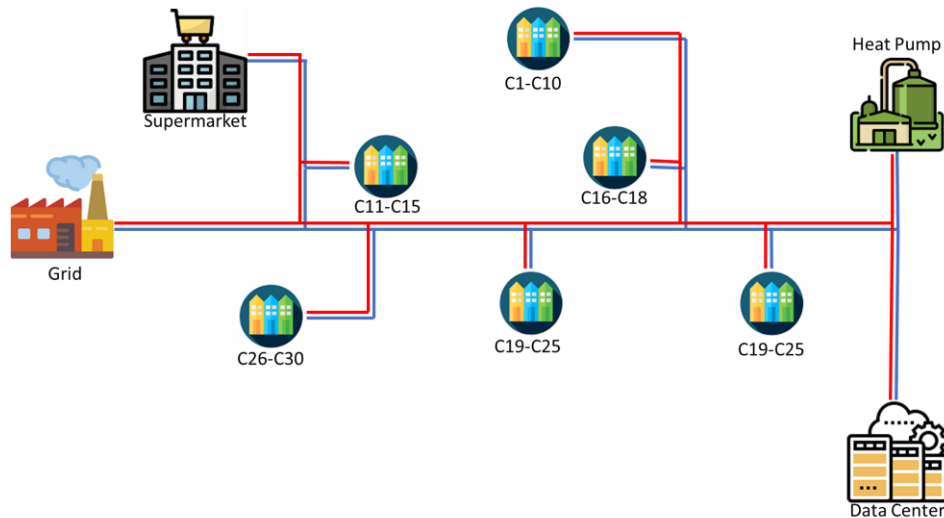 Heat Pump
C1-C10
Supermarket
C11-C15
C16-C18
Grid
C26-C30
C19-C25
C19-C25
Data Center